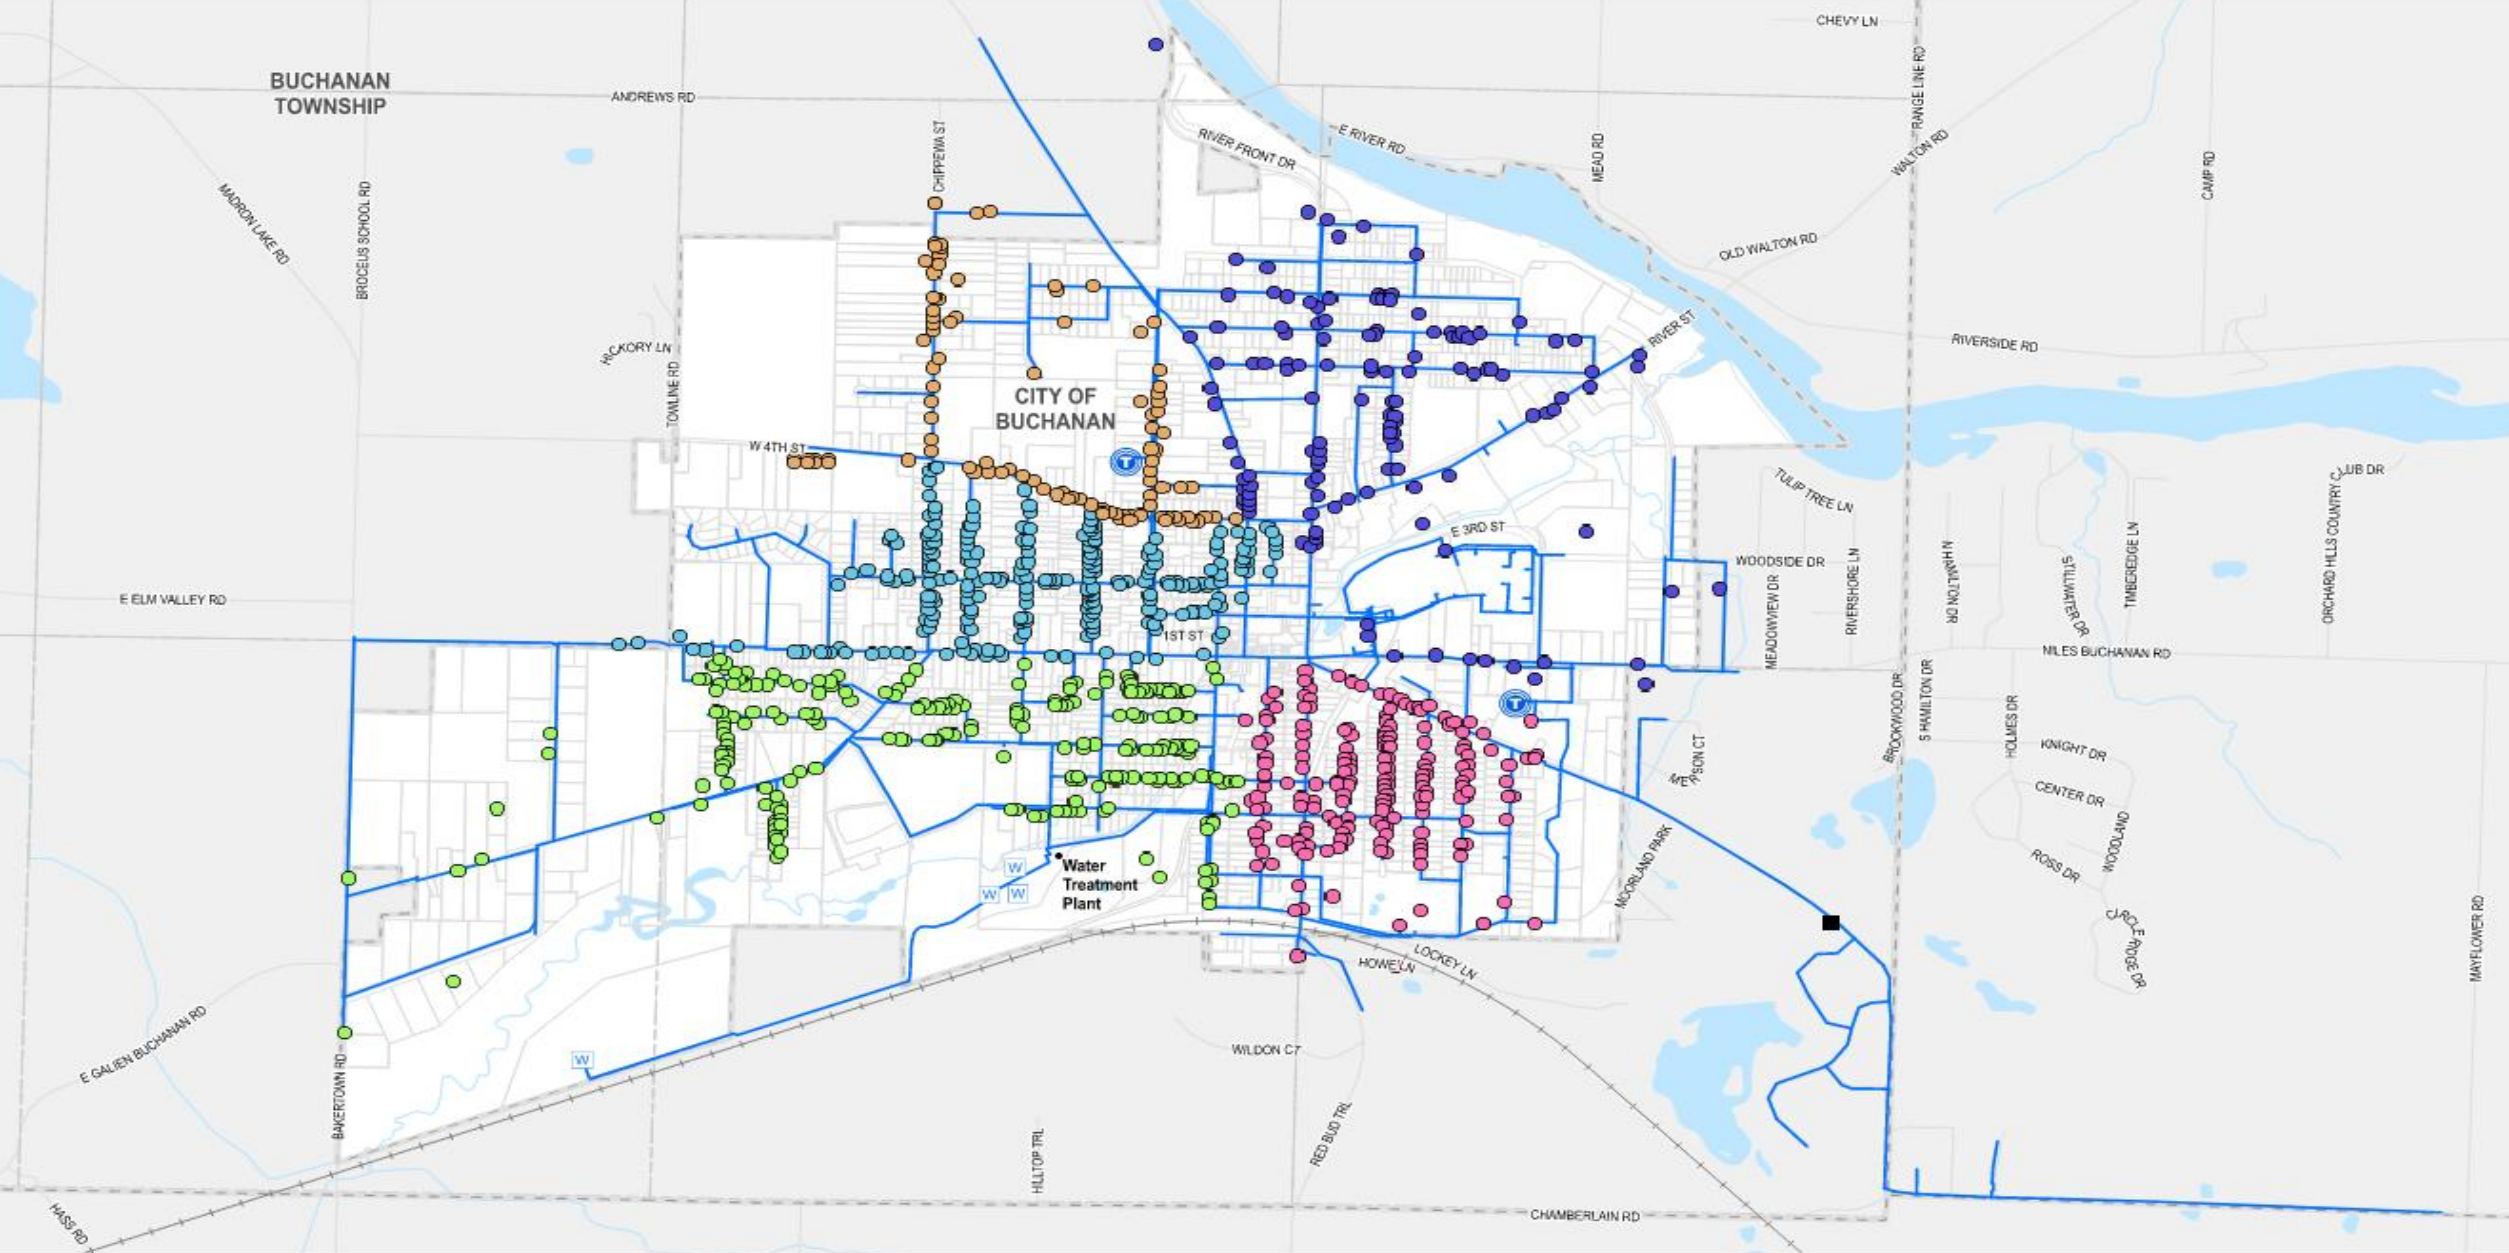 CHEVY LN
BUCHANAN
TOWNSHIP
ANDREWS RD
RANGE LINE RD
CHIPPEWA ST
RIVER FRONT DR
E RIVER RD
MEAD RD
WALTON RD
CAMP RD
MADRON LAKE RD
BROCEUS SCHOOL RD
OLD WALTON RD
HICKORY LN
RIVER ST
RIVERSIDE RD
TOWLINE RD
CITY OF
BUCHANAN
W 4TH ST
T
TULIP TREE LN
ORCHARD HILLS COUNTRY CLUB DR
E 3RD ST
WOODSIDE DR
E ELM VALLEY RD
MEADOWVIEW DR
RIVERSHORE LN
N HAMILTON DR
STILLWATER DR
TIMBEREDGE LN
1ST ST
NILES BUCHANAN RD
T
BROCKWOOD DR
S HAMILTON DR
HOLMES DR
KNIGHT DR
CENTER DR
WOODLAND
ROSS DR
MOORLAND PARK
W
W
W
Water
Treatment
Plant
CIRCLE RIDGE DR
MAYFLOWER RD
HOWE LN
LOCKEY LN
E GALIEN BUCHANAN RD
W
BAKERTOWN RD
WILDON CT
HILLTOP TRL
RED BUD TRL
HASS RD
CHAMBERLAIN RD